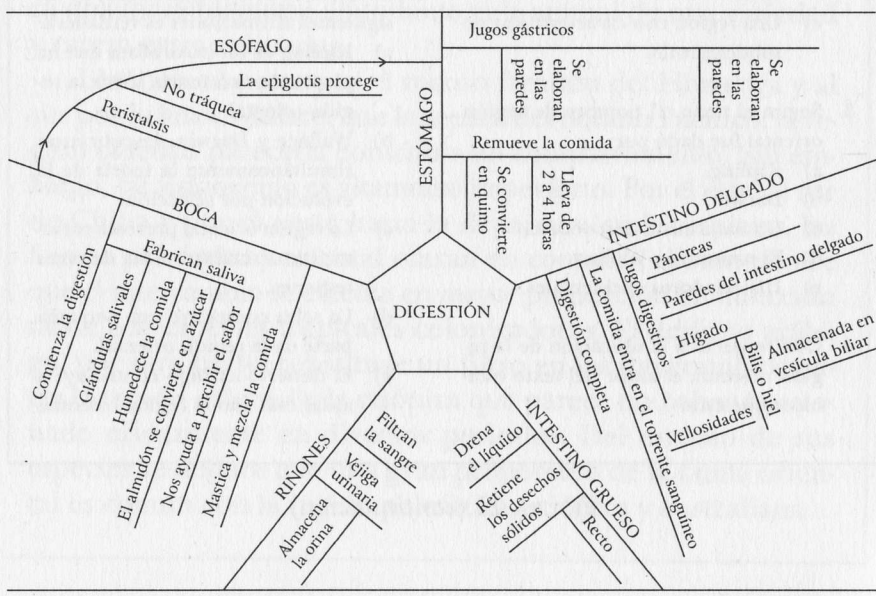 ESÓFAGO
La epiglotis protege
No tráquea
Peristalsis
ESTÓMAGO
Jugos gástricos
Se
elaboran
en las
paredes
Se
elaboran
en las
paredes
Remueve la comida
Se convierte
en quimo
Lleva de
2 a 4 horas
BOCA
Comienza la digestión
Gláńdulas salivales
Fabrican saliva
Humedece la comida
El almidón se convierte en azúcar
Nos ayuda a percibir el sabor
Mastica y mezcla la comida
DIGESTIÓN
INTESTINO DELGADO
Digestión completa
La comida entra en el torrente sanguíneo
Vellosidades
Jugos digestivos
Páncreas
Paredes del intestino delgado
Hígado
Bilis o hiel
Almacenada en
vesícula biliar
RIÑONES
Filtran
la sangre
Vejiga
urinaria
Almacena
la orina
INTESTINO GRUESO
Drena
el líquido
Retiene
los desechos
sólidos
Recto